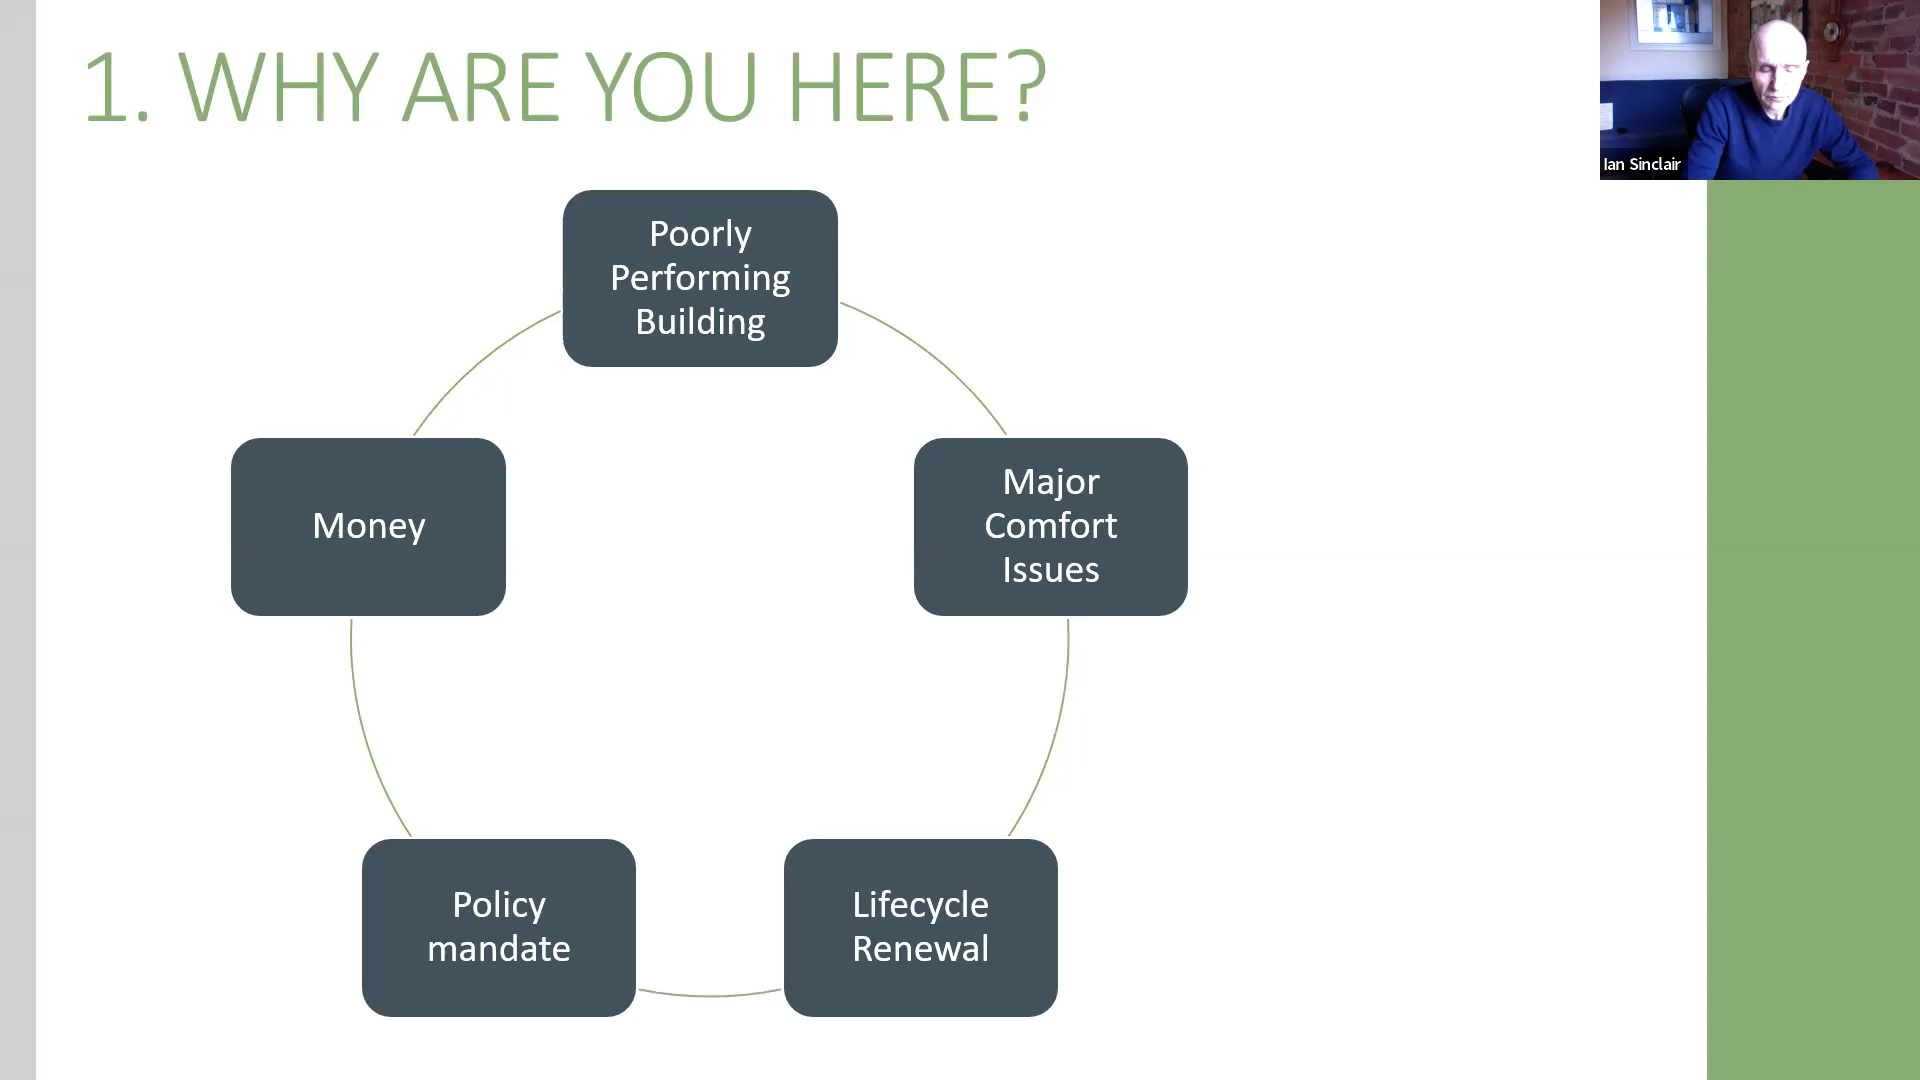 1. WHY ARE YOU HERE?
Ian Sinclair
Poorly
Performing
Building
Major
Comfort
Issues
Lifecycle
Renewal
Policy
mandate
Money